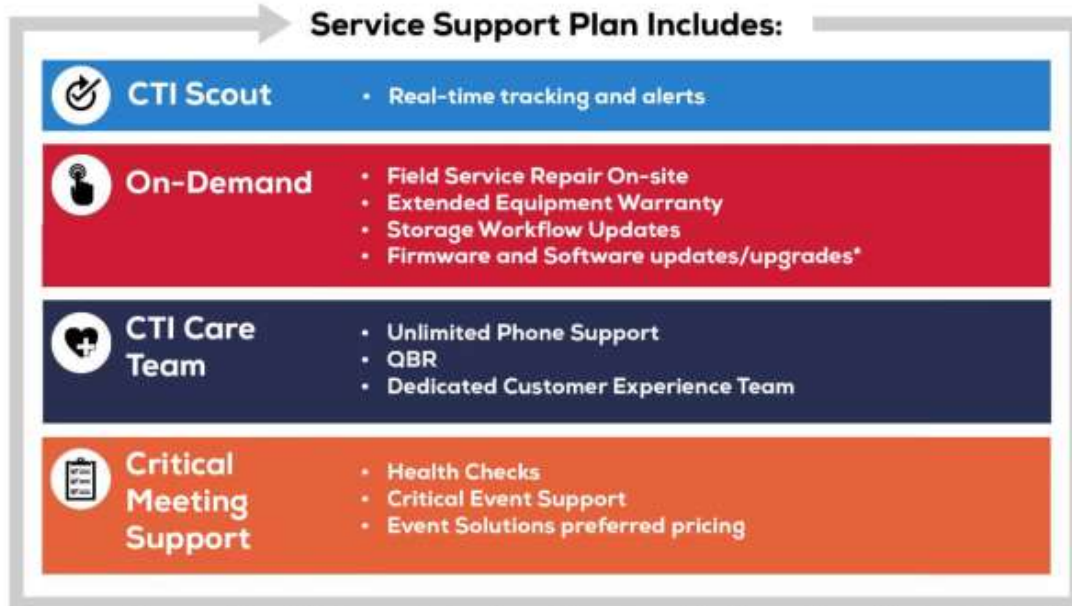 Service Support Plan Includes:
CTI Scout
• Real-time tracking and alerts
On-Demand
• Field Service Repair On-site
• Extended Equipment Warranty
• Storage Workflow Updates
• Firmware and Software updates/upgrades*
CTI Care
Team
• Unlimited Phone Support
• QBR
• Dedicated Customer Experience Team
Critical
Meeting
Support
• Health Checks
• Critical Event Support
• Event Solutions preferred pricing